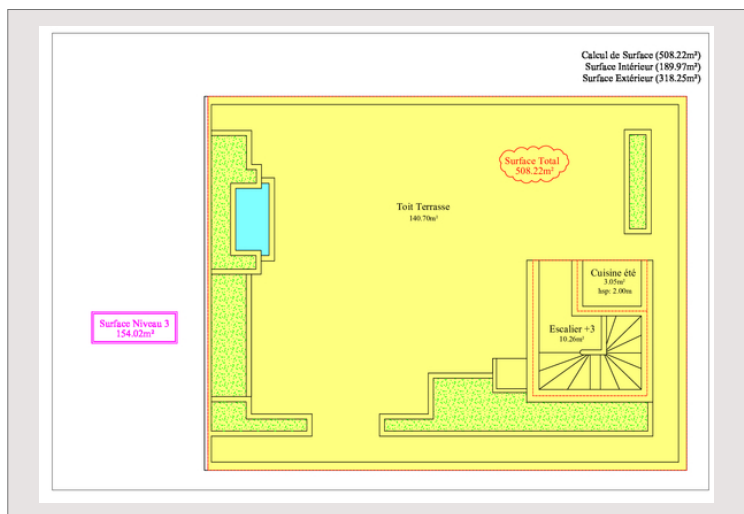 Calcul de Surface (508.22m²)
Surface Intérieur (189.97m²)
Surface Extérieur (318.25m²)
Surface Total
508.22m²
Toit Terrasse
140.70m²
Cuisine été
3.05m²
hsp: 2.00m
Surface Niveau 3
154.02m²
Escalier +3
10.26m²